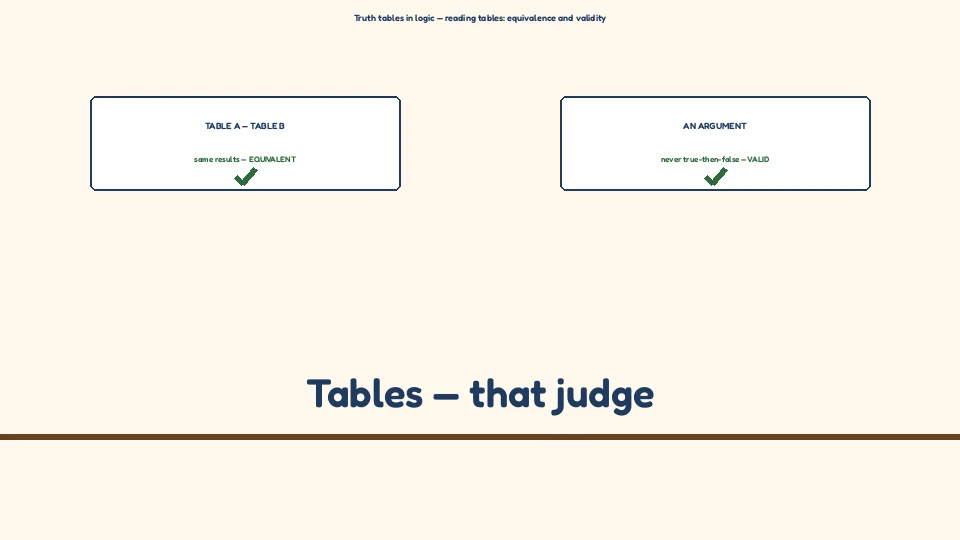 Truth tables in logic — reading tables: equivalence and validity
TABLE A — TABLE B
same results — EQUIVALENT
AN ARGUMENT
never true-then-false — VALID
Tables — that judge